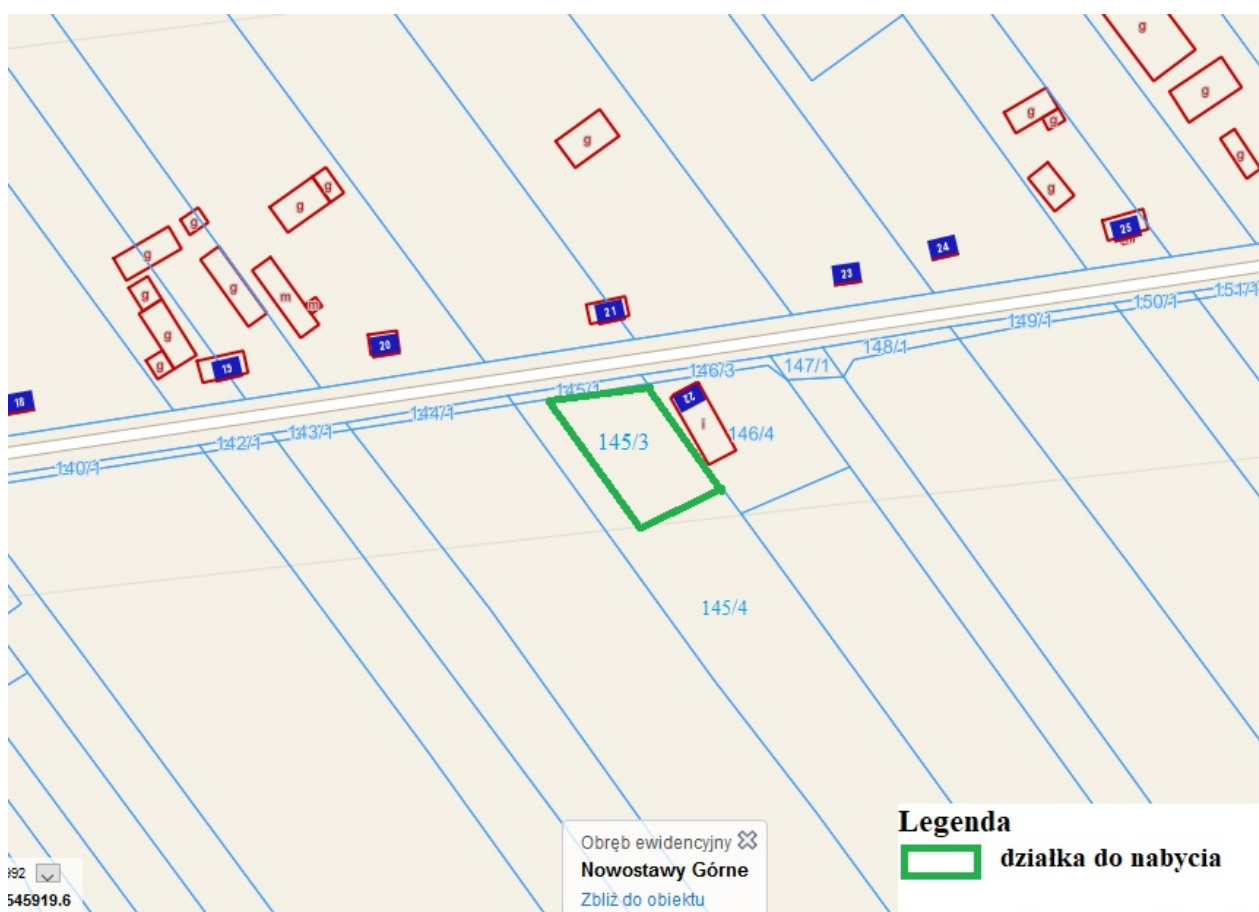 g
g
g
g
g
g
g
g
g
g
g
g
m
m
g
g
g
25
24
23
21
20
15
18
151/1
150/1
149/1
148/1
147/1
146/3
145/1
144/1
143/1
142/1
140/1
22
i
146/4
145/3
145/4
Legenda
działka do nabycia
Obręb ewidencyjny
Nowostawy Górne
Zbliż do obiektu
992
545919.6